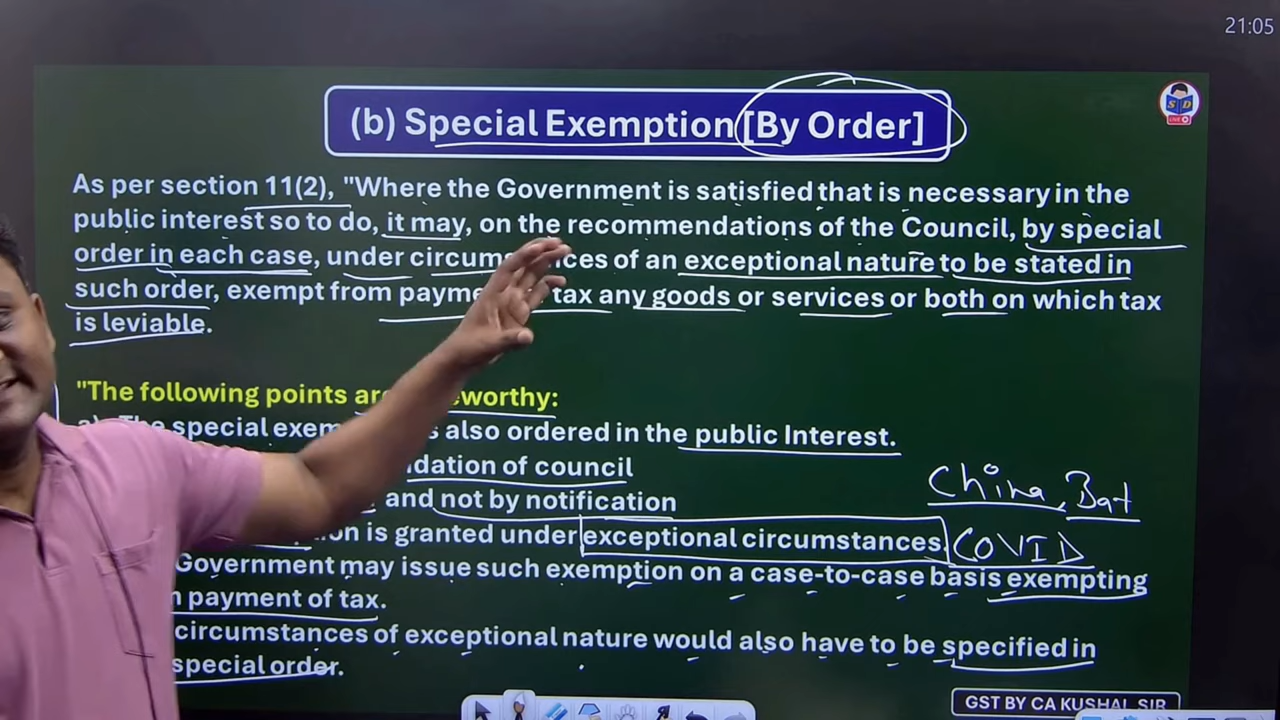 21:05
(b) Special Exemption [By Order]
S D
LIVE
As per section 11(2), "Where the Government is satisfied that is necessary in the
public interest so to do, it may, on the recommendations of the Council, by special
order in each case, under circums ces of an exceptional nature to be stated in
such order, exempt from payme tax any goods or services or both on which tax
is leviable.
"The following points are eworthy:
The special exem s also ordered in the public Interest.
dation of council
and not by notification
on is granted under exceptional circumstances.
China, Bat
COVID
Government may issue such exemption on a case-to-case basis exempting
payment of tax.
circumstances of exceptional nature would also have to be specified in
special order.
GST BY CA KUSHAL SIR